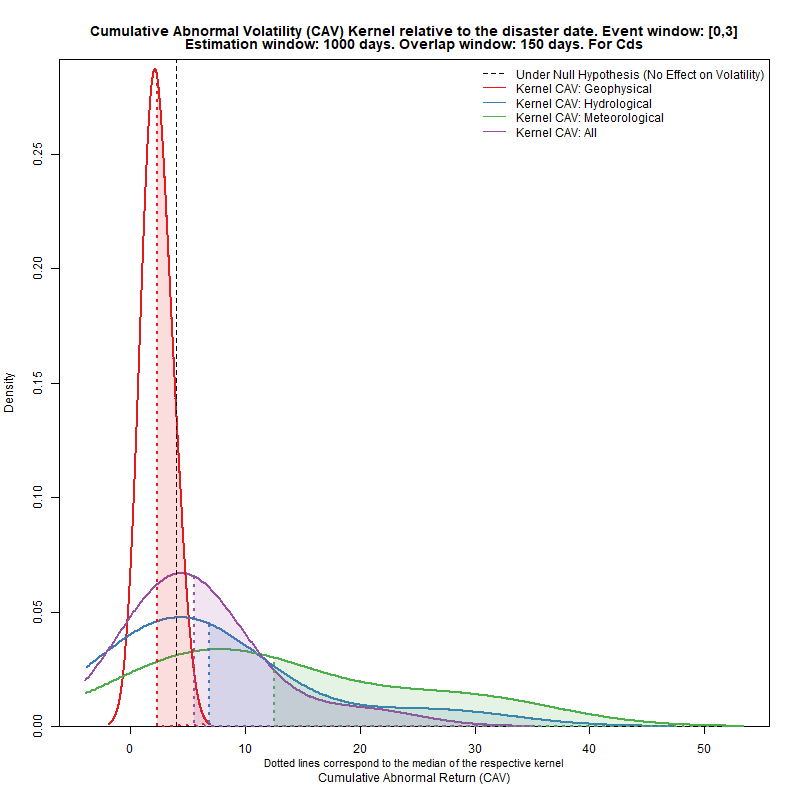 Cumulative Abnormal Volatility (CAV) Kernel relative to the disaster date. Event window: [0,3]
Estimation window: 1000 days. Overlap window: 150 days. For Cds
Under Null Hypothesis (No Effect on Volatility)
Kernel CAV: Geophysical
Kernel CAV: Hydrological
Kernel CAV: Meteorological
Kernel CAV: All
Density
0.25
0.20
0.15
0.10
0.05
0.00
0 10 20 30 40 50
Dotted lines correspond to the median of the respective kernel
Cumulative Abnormal Return (CAV)